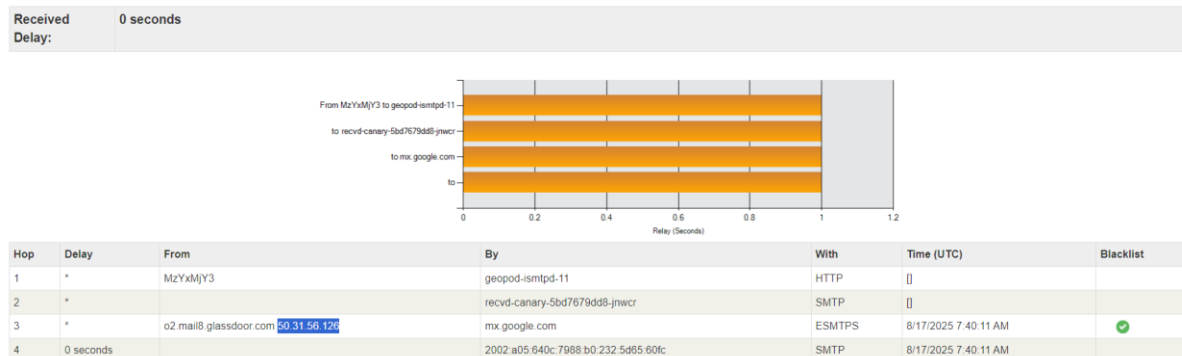 Received 0 seconds
Delay:
From MzYxMjY3 to geopod-ismtpd-11
to recvd-canary-5bd7679dd8-jnwcr
to mx.google.com
to
0 0.2 0.4 0.6 0.8 1 1.2
Relay (Seconds)
Hop Delay From By With Time (UTC) Blacklist
1 * MzYxMjY3 geopod-ismtpd-11 HTTP []
2 * recvd-canary-5bd7679dd8-jnwcr SMTP []
3 * o2.mail8.glassdoor.com 50.31.56.126 mx.google.com ESMTPS 8/17/2025 7:40:11 AM
4 0 seconds 2002:a05:640c:7988:b0:232:5d65:60fc SMTP 8/17/2025 7:40:11 AM